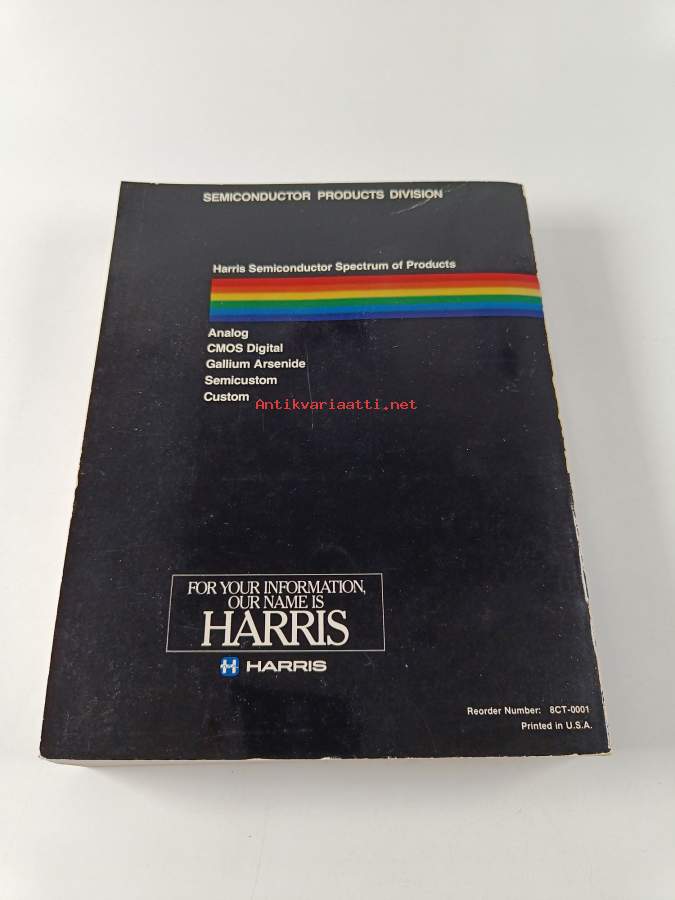 SEMICONDUCTOR PRODUCTS DIVISION
Harris Semiconductor Spectrum of Products
Analog
CMOS Digital
Gallium Arsenide
Semicustom
Custom
Antikvariaatti.net
FOR YOUR INFORMATION,
OUR NAME IS
HARRIS
HARRIS
Reorder Number: 8CT-0001
Printed in U.S.A.